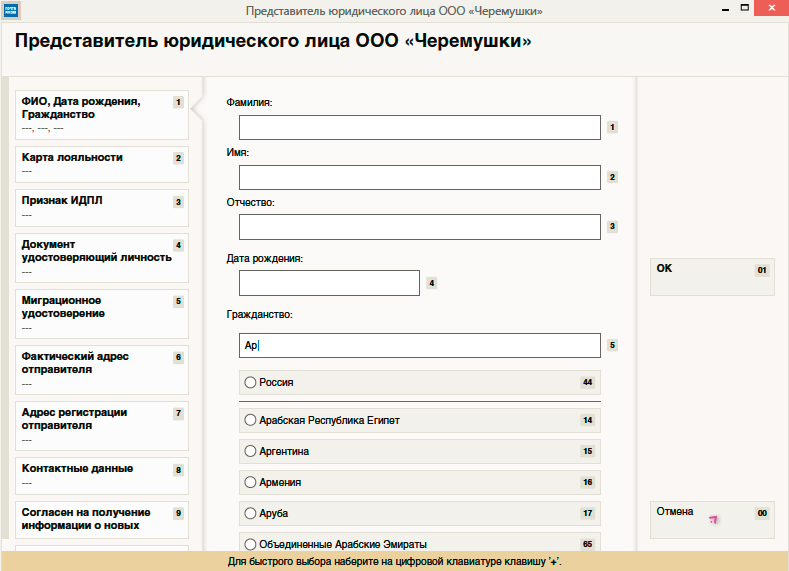 Представитель юридического лица ООО «Черемушки»
Представитель юридического лица ООО «Черемушки»
ФИО, Дата рождения, 1
Гражданство
---, ---, ---
Карта лояльности 2
---
Признак ИДПЛ 3
---
Документ 4
удостоверяющий личность
---
Миграционное 5
удостоверение
---
Фактический адрес 6
отправителя
---
Адрес регистрации 7
отправителя
---
Контактные данные 8
---
Согласен на получение 9
информации о новых
Фамилия:
1
Имя:
2
Отчество:
3
Дата рождения:
4
Гражданство:
Ар 5
Россия 44
Арабская Республика Египет 14
Аргентина 15
Армения 16
Аруба 17
Объединенные Арабские Эмираты 65
ОК 01
Отмена 00
Для быстрого выбора наберите на цифровой клавиатуре клавишу '+'.